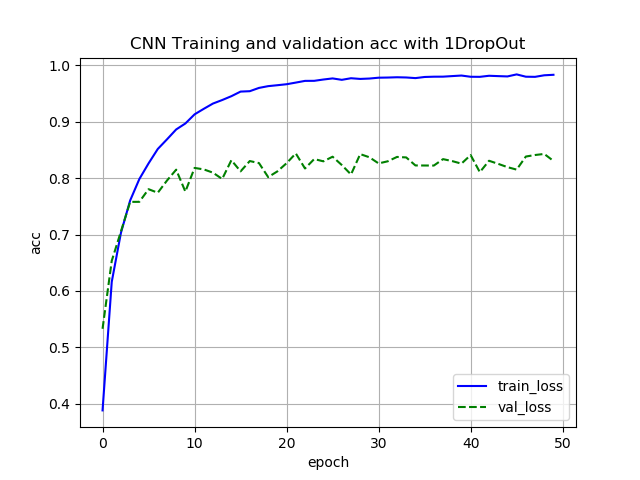 CNN Training and validation acc with 1DropOut
1.0
0.9
0.8
0.7
0.6
0.5
0.4
acc
0
10
20
30
40
50
epoch
train_loss
val_loss